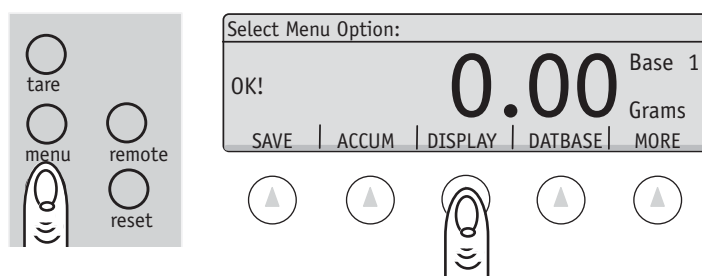 tare
menu
remote
reset
Select Menu Option:
OK!
0.00
Base 1
Grams
SAVE ACCUM DISPLAY DATBASE MORE